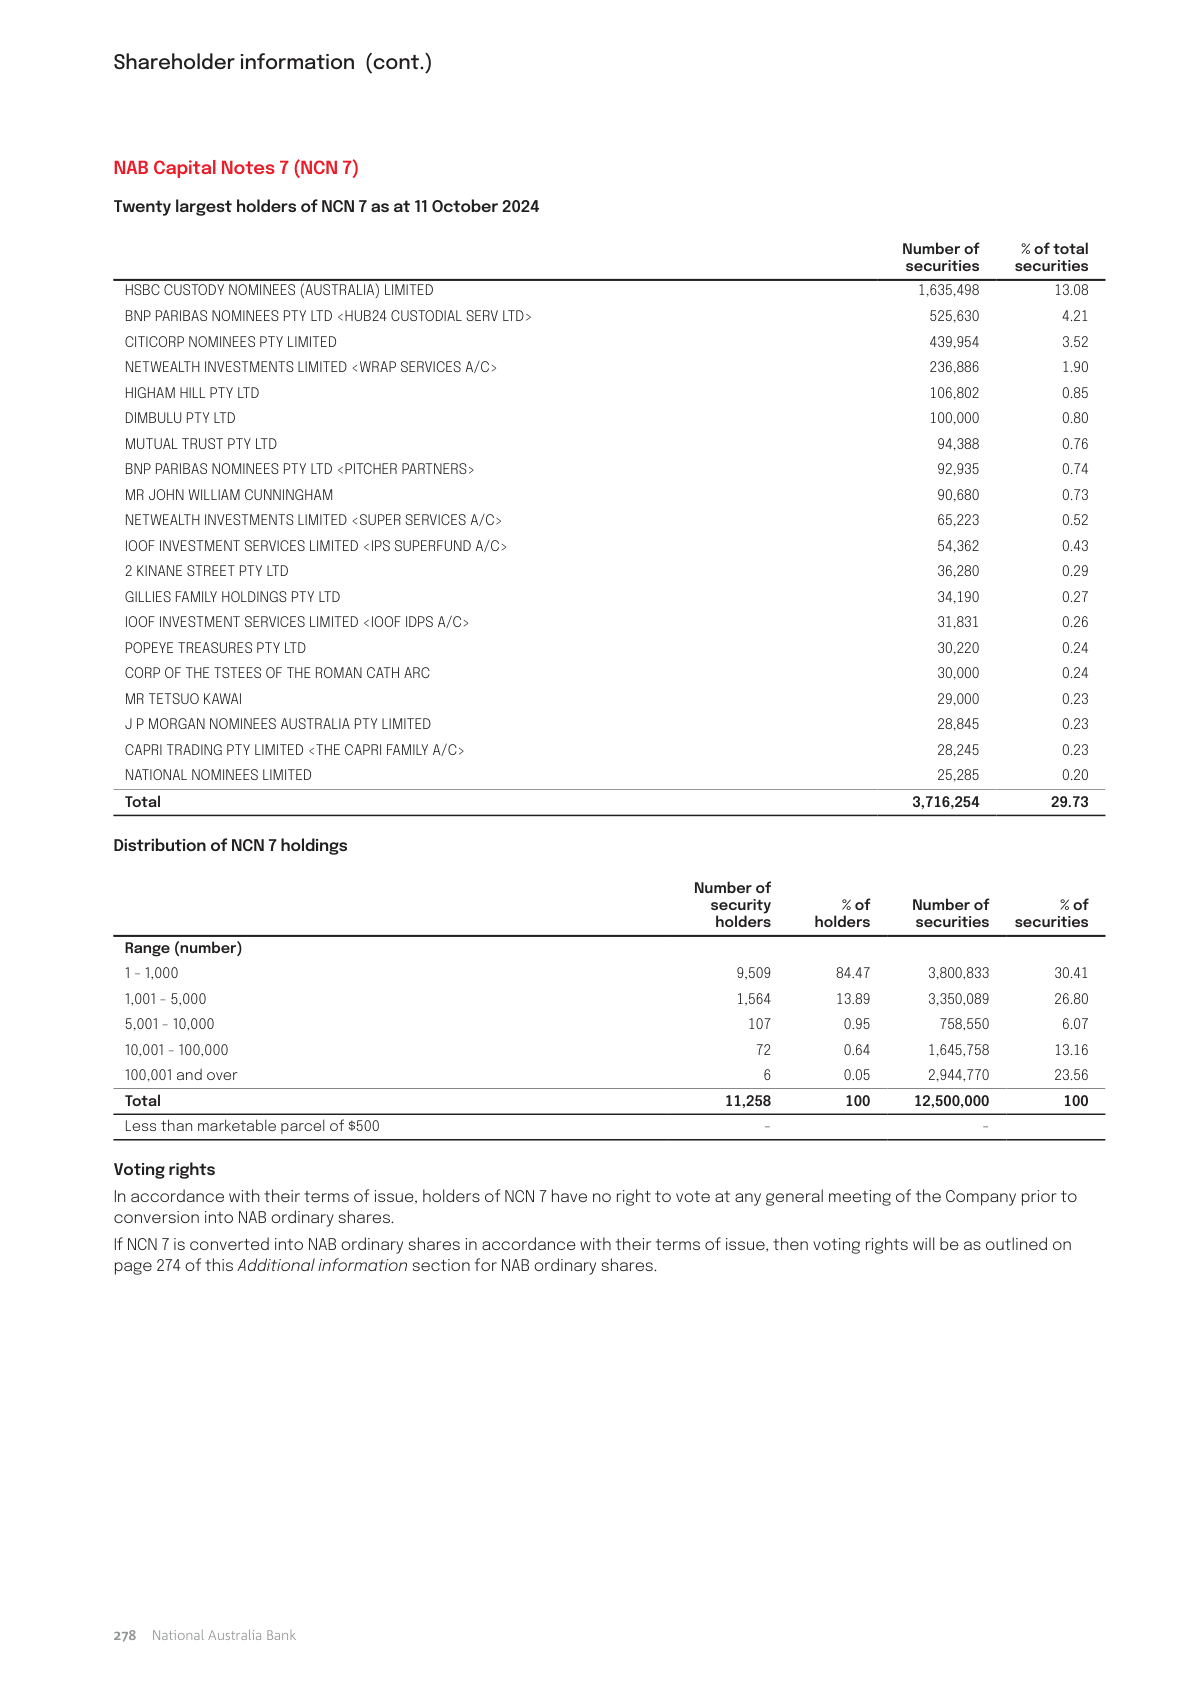 Shareholder information (cont.)
NAB Capital Notes 7 (NCN 7)
Twenty largest holders of NCN 7 as at 11 October 2024
Number of securities % of total securities
HSBC CUSTODY NOMINEES (AUSTRALIA) LIMITED 1,635,498 13.08
BNP PARIBAS NOMINEES PTY LTD <HUB24 CUSTODIAL SERV LTD> 525,630 4.21
CITICORP NOMINEES PTY LIMITED 439,954 3.52
NETWEALTH INVESTMENTS LIMITED <WRAP SERVICES A/C> 236,886 1.90
HIGHAM HILL PTY LTD 106,802 0.85
DIMBULU PTY LTD 100,000 0.80
MUTUAL TRUST PTY LTD 94,388 0.76
BNP PARIBAS NOMINEES PTY LTD <PITCHER PARTNERS> 92,935 0.74
MR JOHN WILLIAM CUNNINGHAM 90,680 0.73
NETWEALTH INVESTMENTS LIMITED <SUPER SERVICES A/C> 65,223 0.52
IOOF INVESTMENT SERVICES LIMITED <IPS SUPERFUND A/C> 54,362 0.43
2 KINANE STREET PTY LTD 36,280 0.29
GILLIES FAMILY HOLDINGS PTY LTD 34,190 0.27
IOOF INVESTMENT SERVICES LIMITED <IOOF IDPS A/C> 31,831 0.26
POPEYE TREASURES PTY LTD 30,220 0.24
CORP OF THE TSTEES OF THE ROMAN CATH ARC 30,000 0.24
MR TETSUO KAWAI 29,000 0.23
J P MORGAN NOMINEES AUSTRALIA PTY LIMITED 28,845 0.23
CAPRI TRADING PTY LIMITED <THE CAPRI FAMILY A/C> 28,245 0.23
NATIONAL NOMINEES LIMITED 25,285 0.20
Total 3,716,254 29.73
Distribution of NCN 7 holdings
Number of security holders % of holders Number of securities % of securities
Range (number)
1 – 1,000 9,509 84.47 3,800,833 30.41
1,001 – 5,000 1,564 13.89 3,350,089 26.80
5,001 – 10,000 107 0.95 758,550 6.07
10,001 – 100,000 72 0.64 1,645,758 13.16
100,001 and over 6 0.05 2,944,770 23.56
Total 11,258 100 12,500,000 100
Less than marketable parcel of $500 – –
Voting rights
In accordance with their terms of issue, holders of NCN 7 have no right to vote at any general meeting of the Company prior to
conversion into NAB ordinary shares.
If NCN 7 is converted into NAB ordinary shares in accordance with their terms of issue, then voting rights will be as outlined on
page 274 of this Additional information section for NAB ordinary shares.
278 National Australia Bank